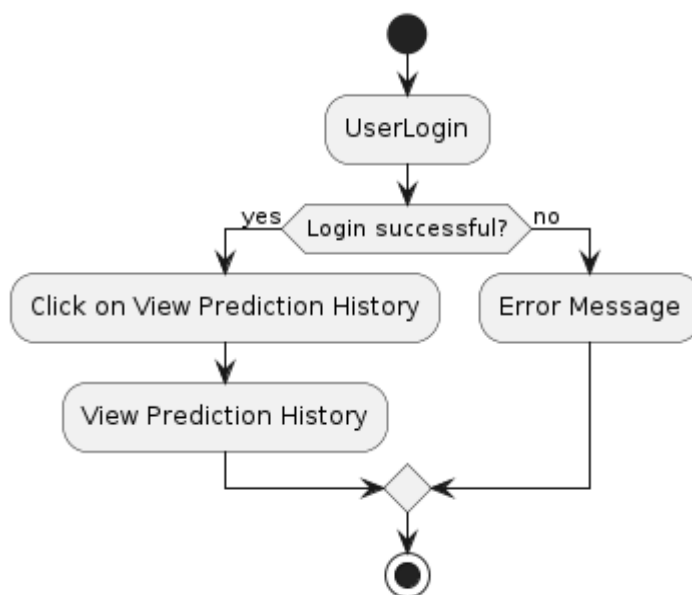 UserLogin
yes
Login successful?
no
Click on View Prediction History
Error Message
View Prediction History